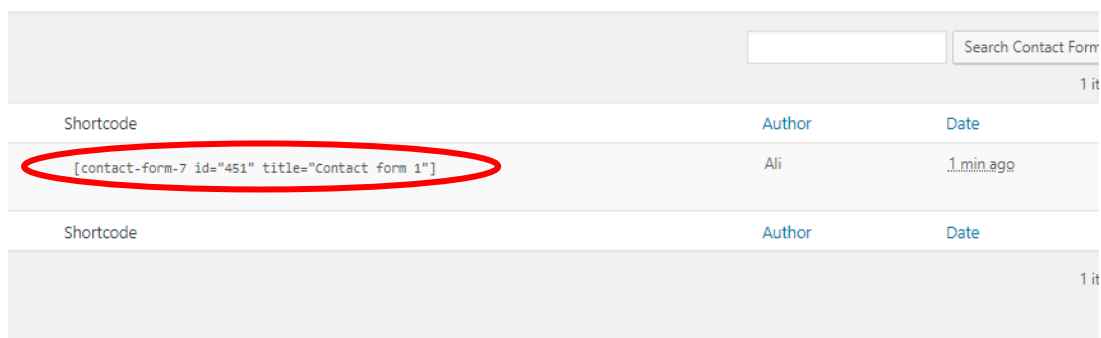 Search Contact Form
1 it
Shortcode Author Date
[contact-form-7 id="451" title="Contact form 1"] Ali 1 min ago
Shortcode Author Date
1 it